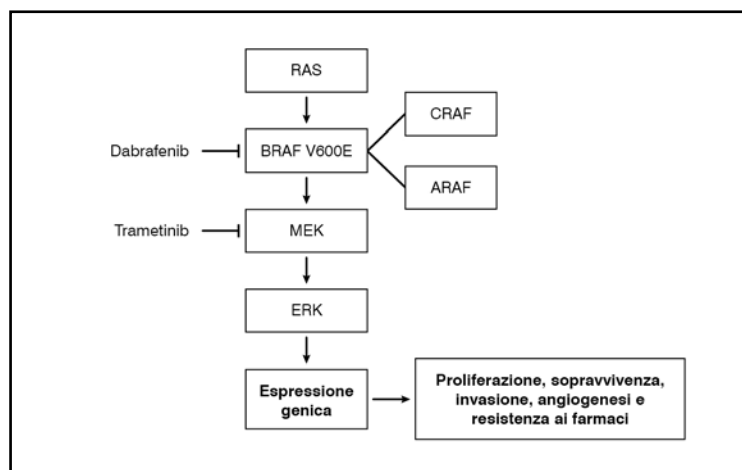 RAS
CRAF
Dabrafenib
BRAF V600E
ARAF
Trametinib
MEK
ERK
Espressione
genica
Proliferazione, sopravvivenza,
invasione, angiogenesi e
resistenza ai farmaci